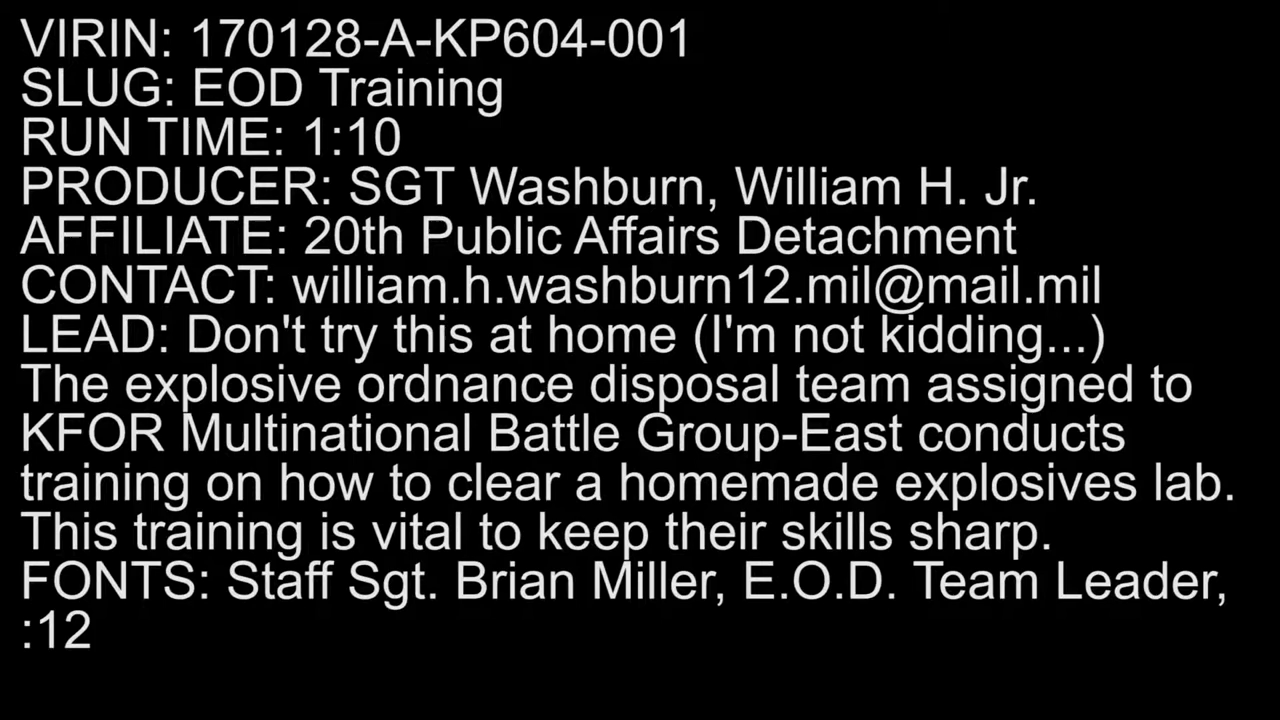 VIRIN: 170128-A-KP604-001
SLUG: EOD Training
RUN TIME: 1:10
PRODUCER: SGT Washburn, William H. Jr.
AFFILIATE: 20th Public Affairs Detachment
CONTACT: william.h.washburn12.mil@mail.mil
LEAD: Don't try this at home (I'm not kidding...)
The explosive ordnance disposal team assigned to
KFOR Multinational Battle Group-East conducts
training on how to clear a homemade explosives lab.
This training is vital to keep their skills sharp.
FONTS: Staff Sgt. Brian Miller, E.O.D. Team Leader,
:12